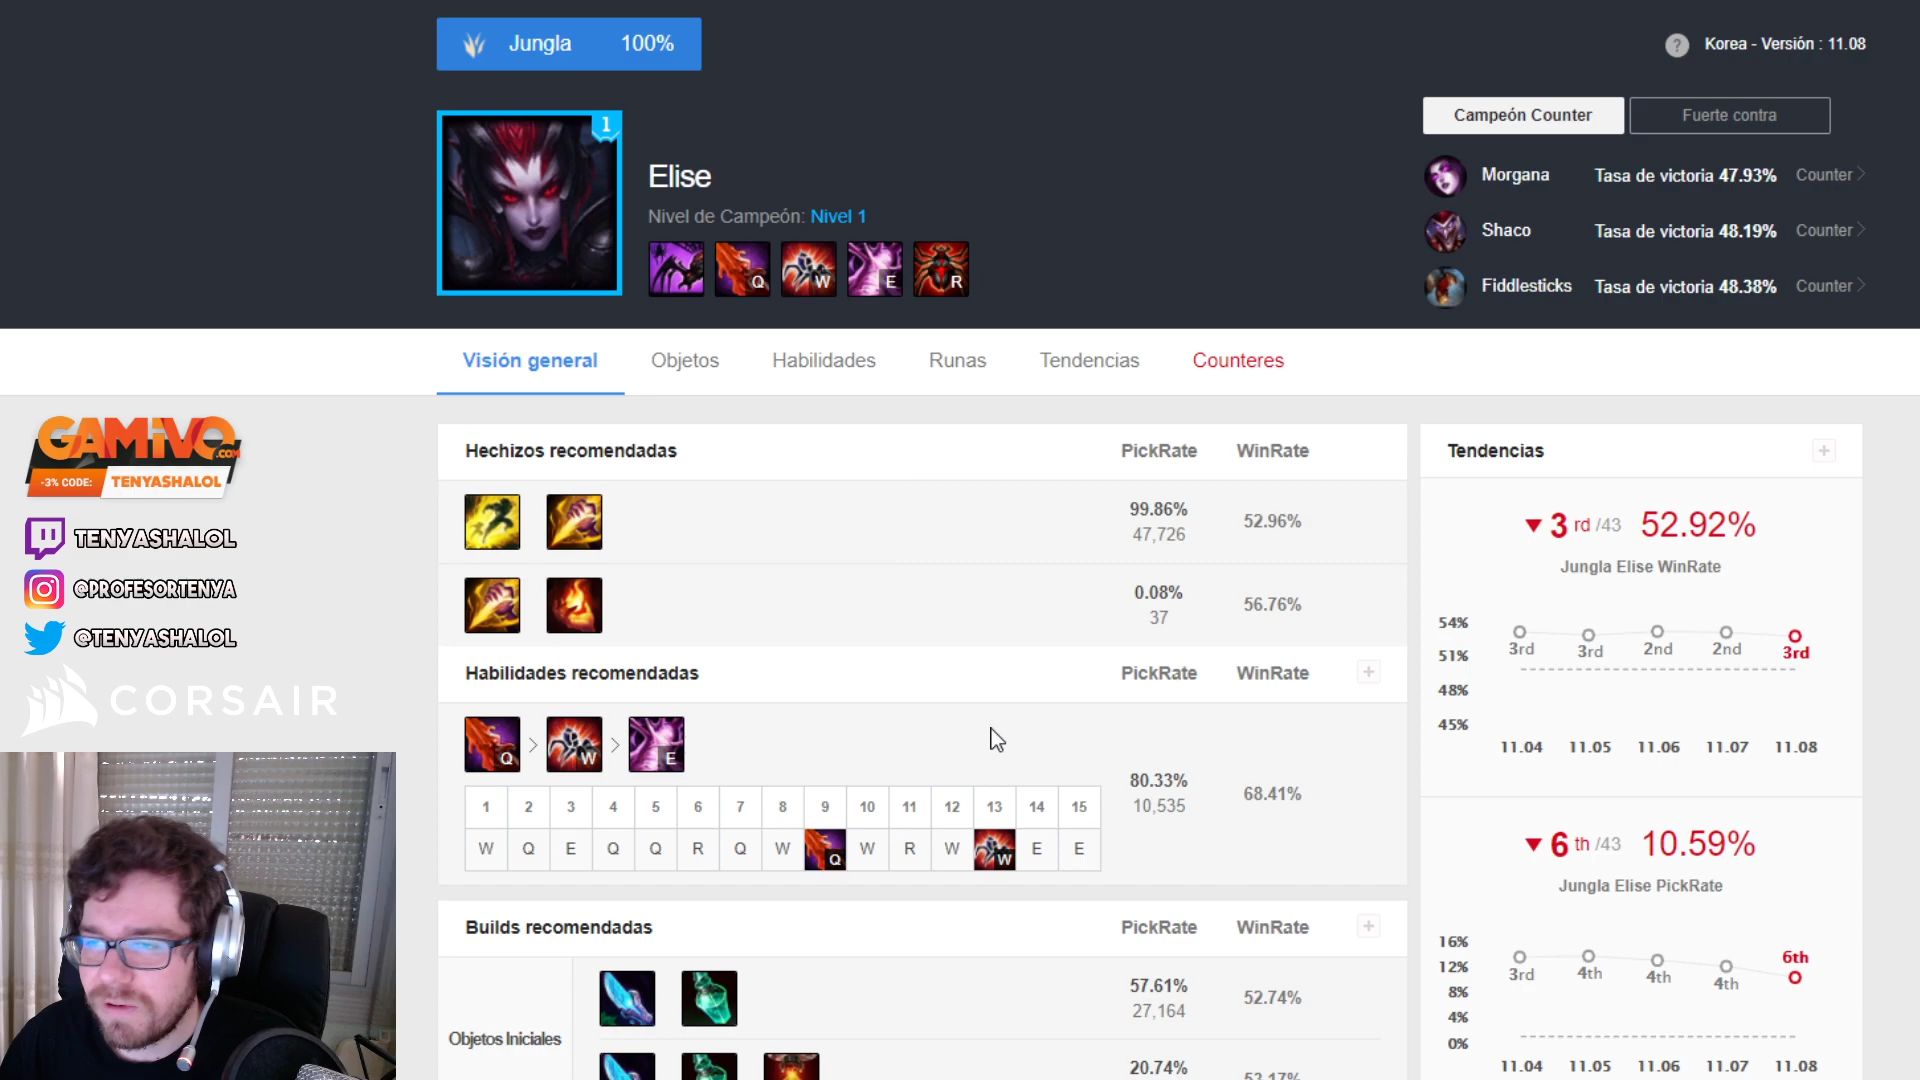 Jungla 100%
? Korea - Versión : 11.08
1
Elise
Nivel de Campeón: Nivel 1
Q W E R
Campeón Counter Fuerte contra
Morgana Tasa de victoria 47.93% Counter
Shaco Tasa de victoria 48.19% Counter
Fiddlesticks Tasa de victoria 48.38% Counter
Visión general Objetos Habilidades Runas Tendencias Counteres
GAMIVO.COM
-3% CODE: TENYASHALOL
TENYASHALOL
@PROFESORTENYA
@TENYASHALOL
CORSAIR
Hechizos recomendadas PickRate WinRate
99.86%
47,726
52.96%
0.08%
37
56.76%
Habilidades recomendadas PickRate WinRate +
Q > W > E
80.33%
10,535
68.41%
1 2 3 4 5 6 7 8 9 10 11 12 13 14 15
W Q E Q Q R Q W Q W R W W E E
Builds recomendadas PickRate WinRate +
Objetos Iniciales
57.61%
27,164
52.74%
20.74%
53.17%
Tendencias +
3 rd /43 52.92%
Jungla Elise WinRate
54%
51%
48%
45%
3rd 3rd 2nd 2nd 3rd
11.04 11.05 11.06 11.07 11.08
6 th /43 10.59%
Jungla Elise PickRate
16%
12%
8%
4%
0%
3rd 4th 4th 4th 6th
11.04 11.05 11.06 11.07 11.08